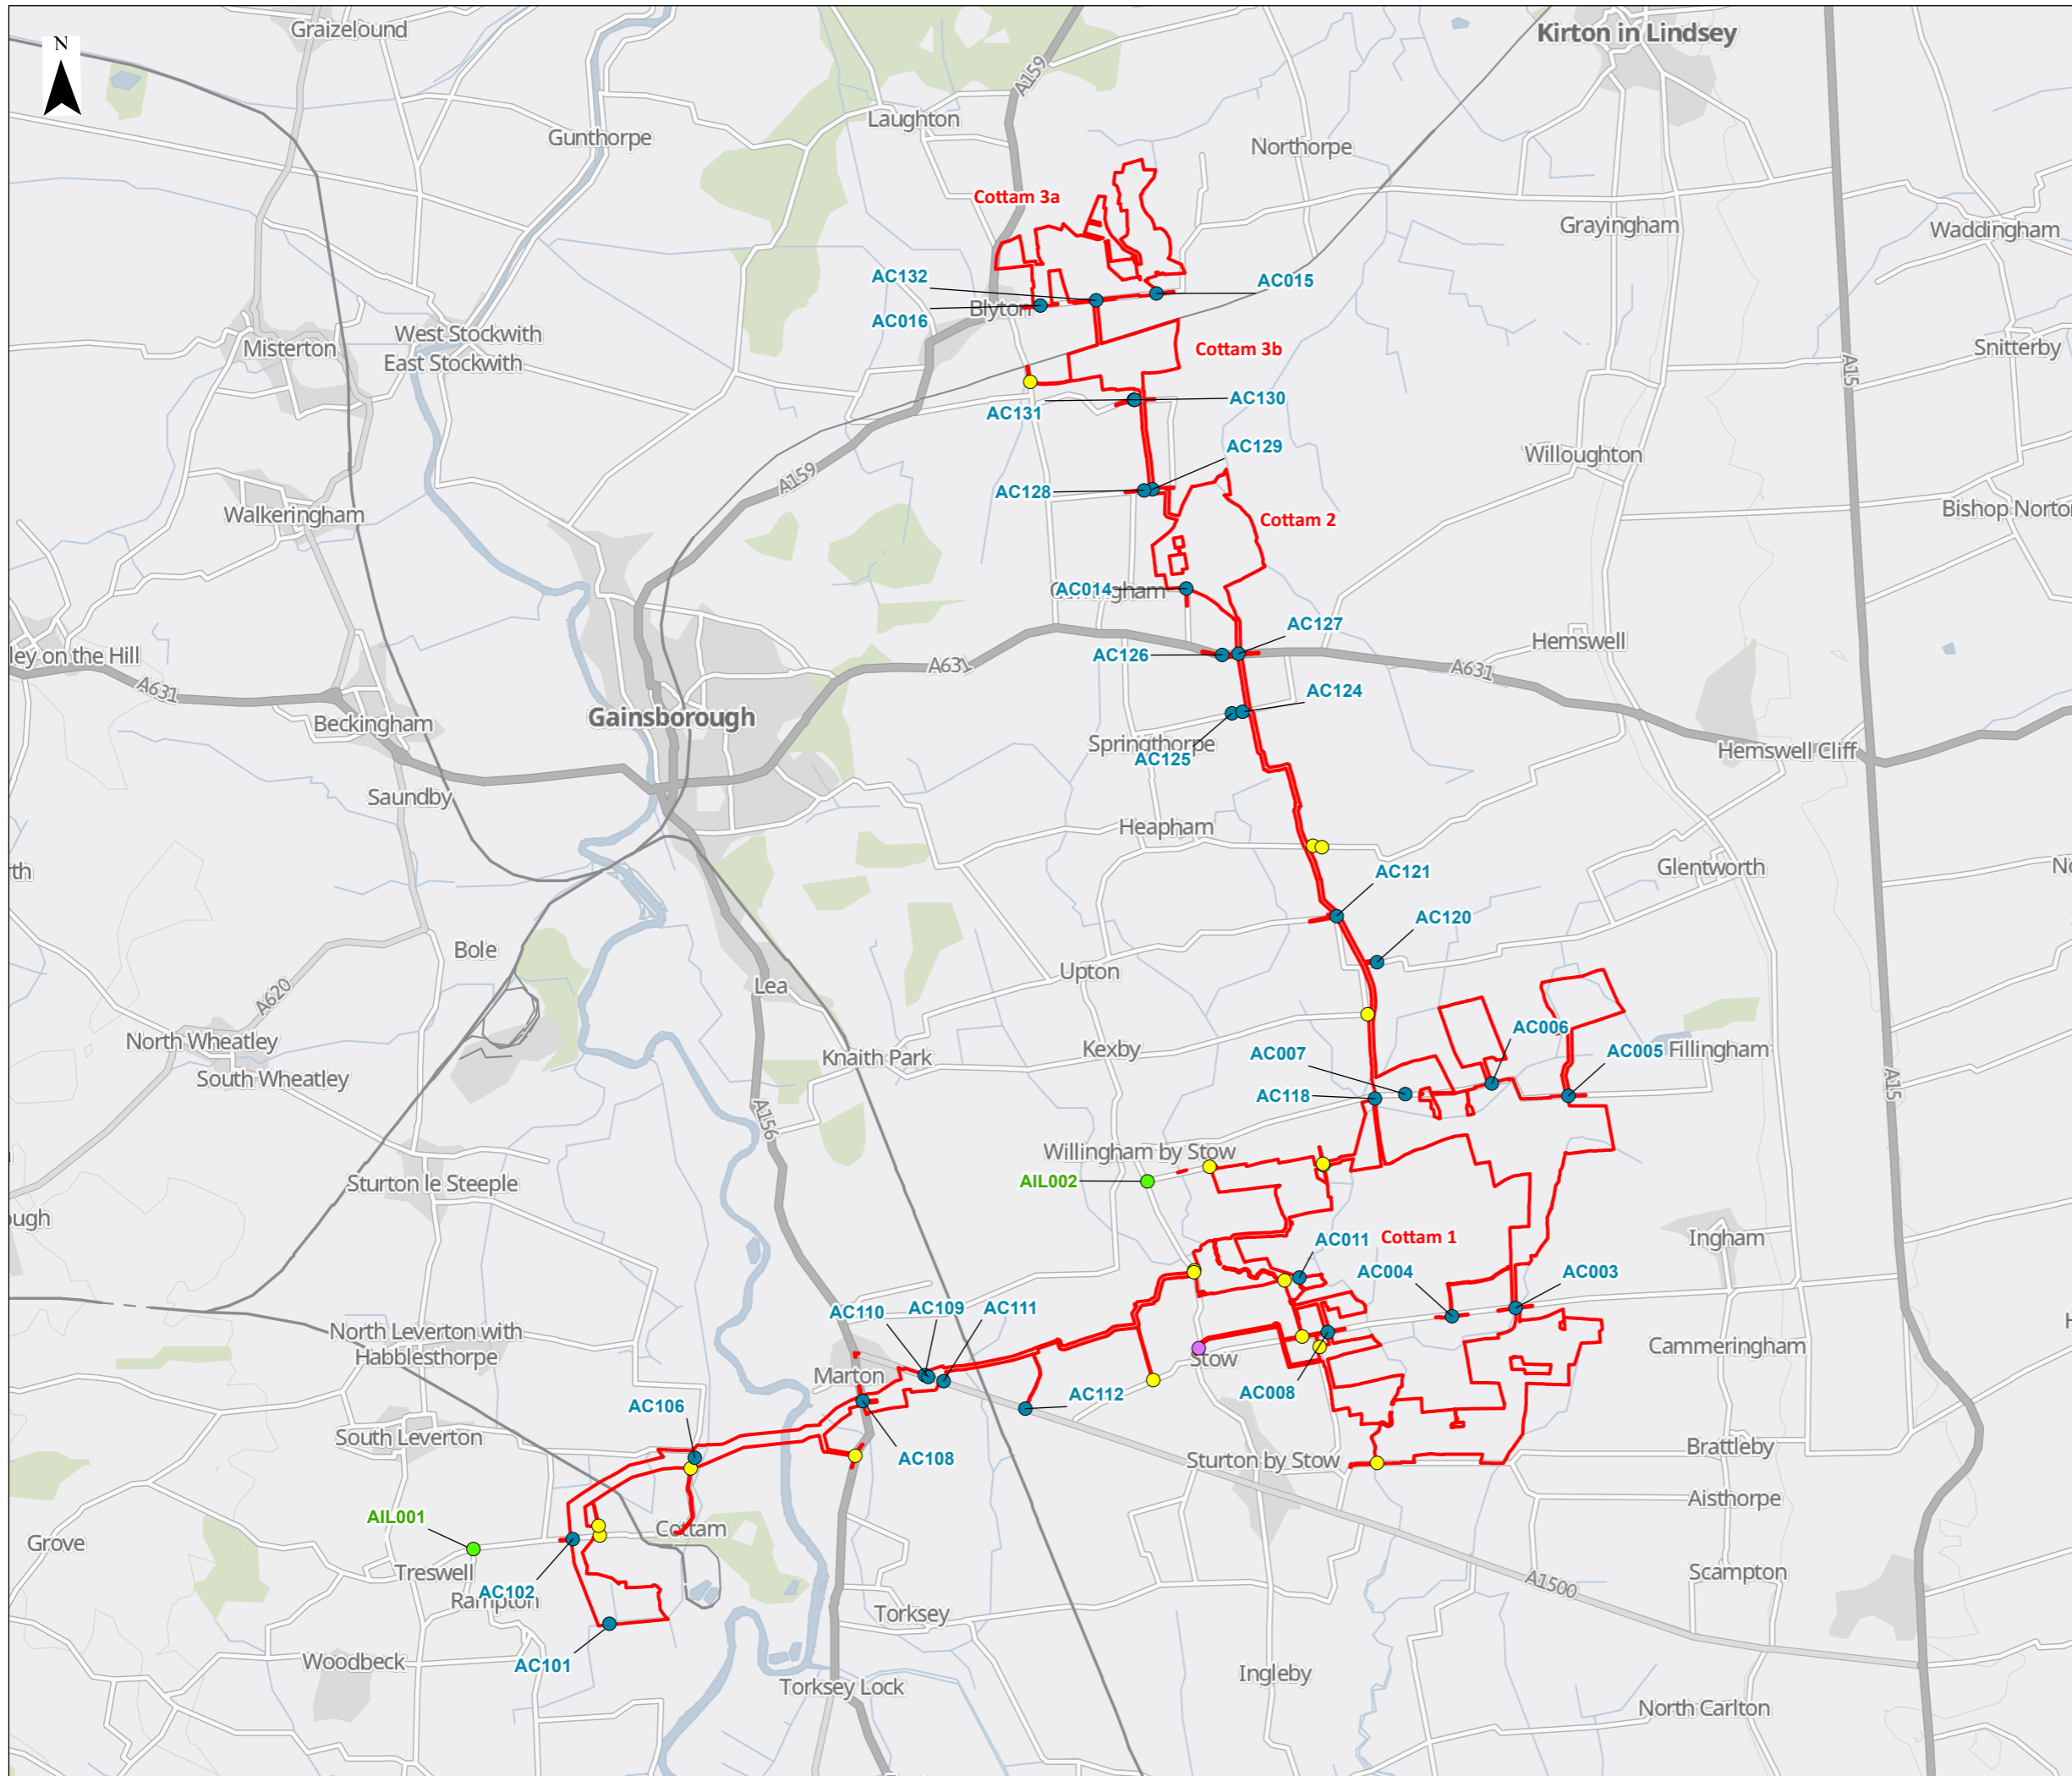 Graizelound
Kirton in Lindsey
N
A159
Laughton
Gunthorpe
Northorpe
Cottam 3a
Grayingham
Waddingham
AC132
AC015
Blyton
AC016
West Stockwith
East Stockwith
Misterton
Cottam 3b
Snitterby
A15
AC131
AC130
AC129
Willoughton
A159
AC128
Walkeringham
Cottam 2
Bishop Norto
AC014
AC127
Hemswell
ley on the Hill
AC126
A631
A631
A631
AC124
Beckingham
Gainsborough
Springthorpe
AC125
Hemswell Cliff
Saundby
Heapham
Glentworth
th
AC121
AC120
Bole
Upton
Lea
A620
AC006
North Wheatley
Knaith Park
Kexby
AC007
AC005
Fillingham
South Wheatley
AC118
A15
A156
Willingham by Stow
Sturton le Steeple
AIL002
ough
AC011
Cottam 1
Ingham
AC004
AC003
AC110
AC109
AC111
North Leverton with
Habblesthorpe
Marton
Stow
Cammeringham
AC106
AC112
AC008
South Leverton
AC108
Sturton by Stow
Brattleby
Aisthorpe
AIL001
Cottam
Grove
Treswell
AC102
Rampton
A1500
Scampton
Torksey
AC101
Woodbeck
Ingleby
Torksey Lock
North Carlton